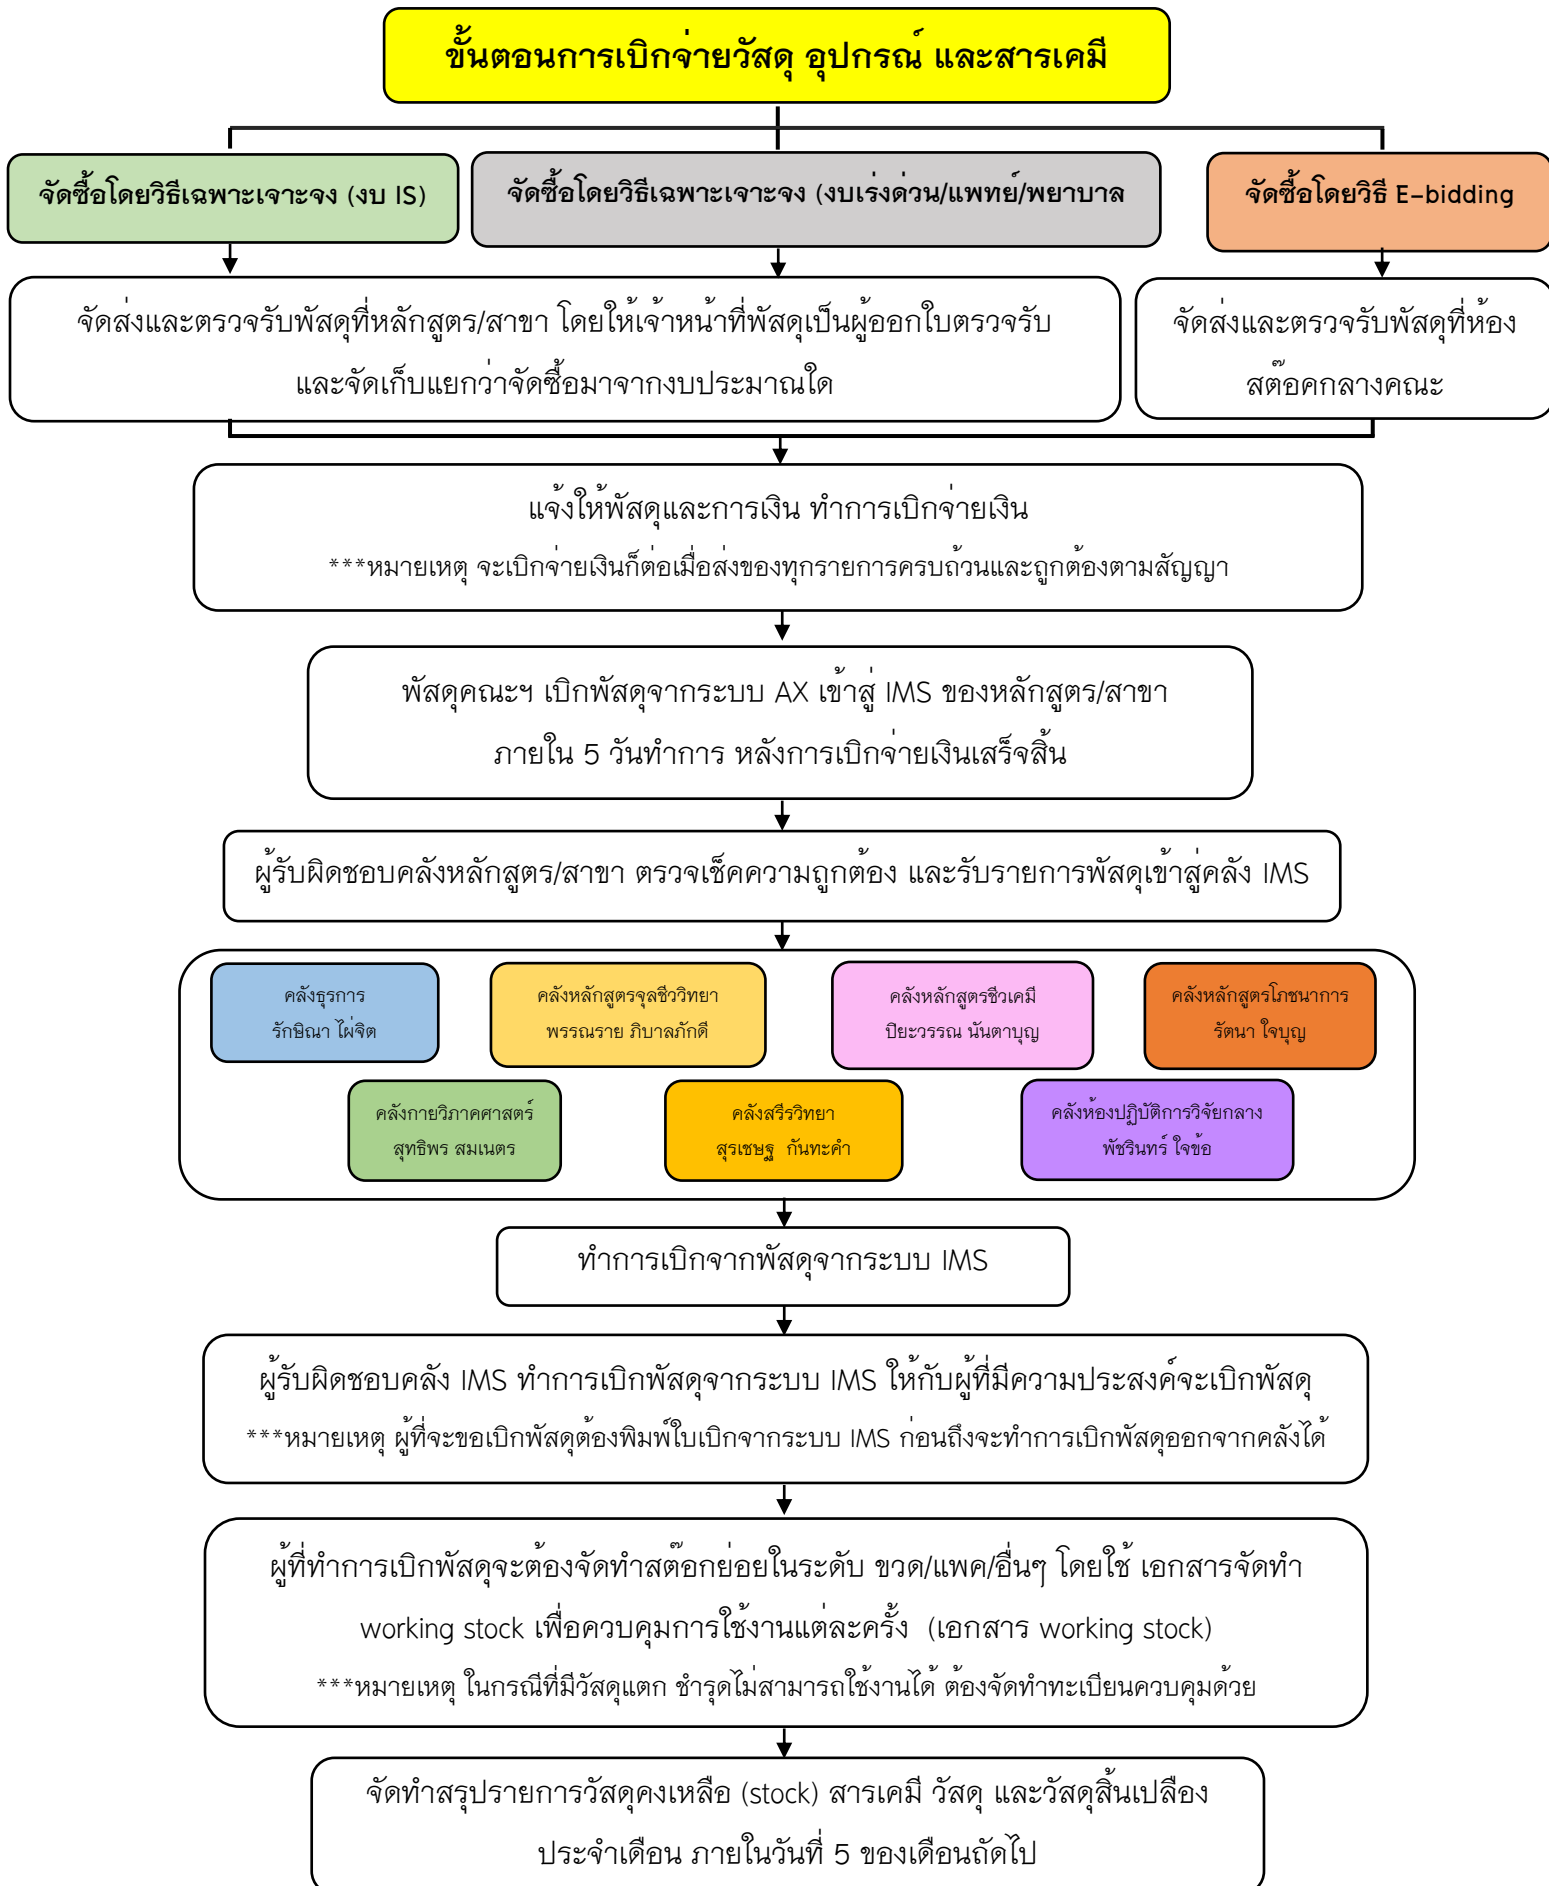 ขั้นตอนการเบิกจ่ายวัสดุ อุปกรณ์ และสารเคมี
จัดซื้อโดยวิธีเฉพาะเจาะจง (งบ IS)
จัดซื้อโดยวิธีเฉพาะเจาะจง (งบเร่งด่วน/แพทย์/พยาบาล
จัดซื้อโดยวิธี E-bidding
จัดส่งและตรวจรับพัสดุที่หลักสูตร/สาขา โดยให้เจ้าหน้าที่พัสดุเป็นผู้ออกใบตรวจรับ
และจัดเก็บแยกว่าจัดซื้อมาจากงบประมาณใด
จัดส่งและตรวจรับพัสดุที่ห้อง
สต๊อคกลางคณะ
แจ้งให้พัสดุและการเงิน ทำการเบิกจ่ายเงิน
***หมายเหตุ จะเบิกจ่ายเงินก็ต่อเมื่อส่งของทุกรายการครบถ้วนและถูกต้องตามสัญญา
พัสดุคณะฯ เบิกพัสดุจากระบบ AX เข้าสู่ IMS ของหลักสูตร/สาขา
ภายใน 5 วันทำการ หลังการเบิกจ่ายเงินเสร็จสิ้น
ผู้รับผิดชอบคลังหลักสูตร/สาขา ตรวจเช็คความถูกต้อง และรับรายการพัสดุเข้าสู่คลัง IMS
คลังธุรการ
รักษิณา ไผ่จิต
คลังหลักสูตรจุลชีววิทยา
พรรณราย ภิบาลภักดี
คลังหลักสูตรชีวเคมี
ปิยะวรรณ นันตาบุญ
คลังหลักสูตรโภชนาการ
รัตนา ใจบุญ
คลังกายวิภาคศาสตร์
สุทธิพร สมเนตร
คลังสรีรวิทยา
สุรเชษฐ กันทะคำ
คลังห้องปฏิบัติการวิจัยกลาง
พัชรินทร์ ใจข้อ
ทำการเบิกจากพัสดุจากระบบ IMS
ผู้รับผิดชอบคลัง IMS ทำการเบิกพัสดุจากระบบ IMS ให้กับผู้ที่มีความประสงค์จะเบิกพัสดุ
***หมายเหตุ ผู้ที่จะขอเบิกพัสดุต้องพิมพ์ใบเบิกจากระบบ IMS ก่อนถึงจะทำการเบิกพัสดุออกจากคลังได้
ผู้ที่ทำการเบิกพัสดุจะต้องจัดทำสต๊อกย่อยในระดับ ขวด/แพค/อื่นๆ โดยใช้ เอกสารจัดทำ
working stock เพื่อควบคุมการใช้งานแต่ละครั้ง (เอกสาร working stock)
***หมายเหตุ ในกรณีที่มีวัสดุแตก ชำรุดไม่สามารถใช้งานได้ ต้องจัดทำทะเบียนควบคุมด้วย
จัดทำสรุปรายการวัสดุคงเหลือ (stock) สารเคมี วัสดุ และวัสดุสิ้นเปลือง
ประจำเดือน ภายในวันที่ 5 ของเดือนถัดไป